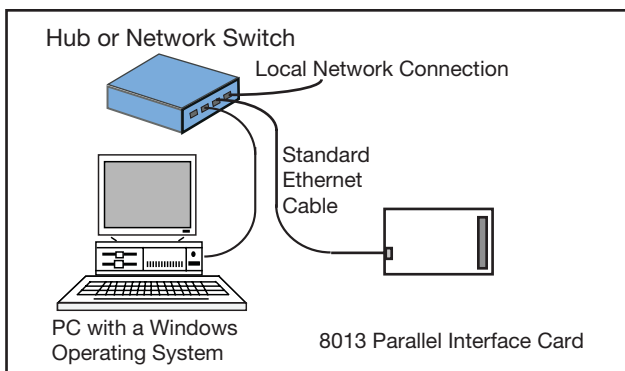 Hub or Network Switch
Local Network Connection
Standard
Ethernet
Cable
PC with a Windows
Operating System
8013 Parallel Interface Card